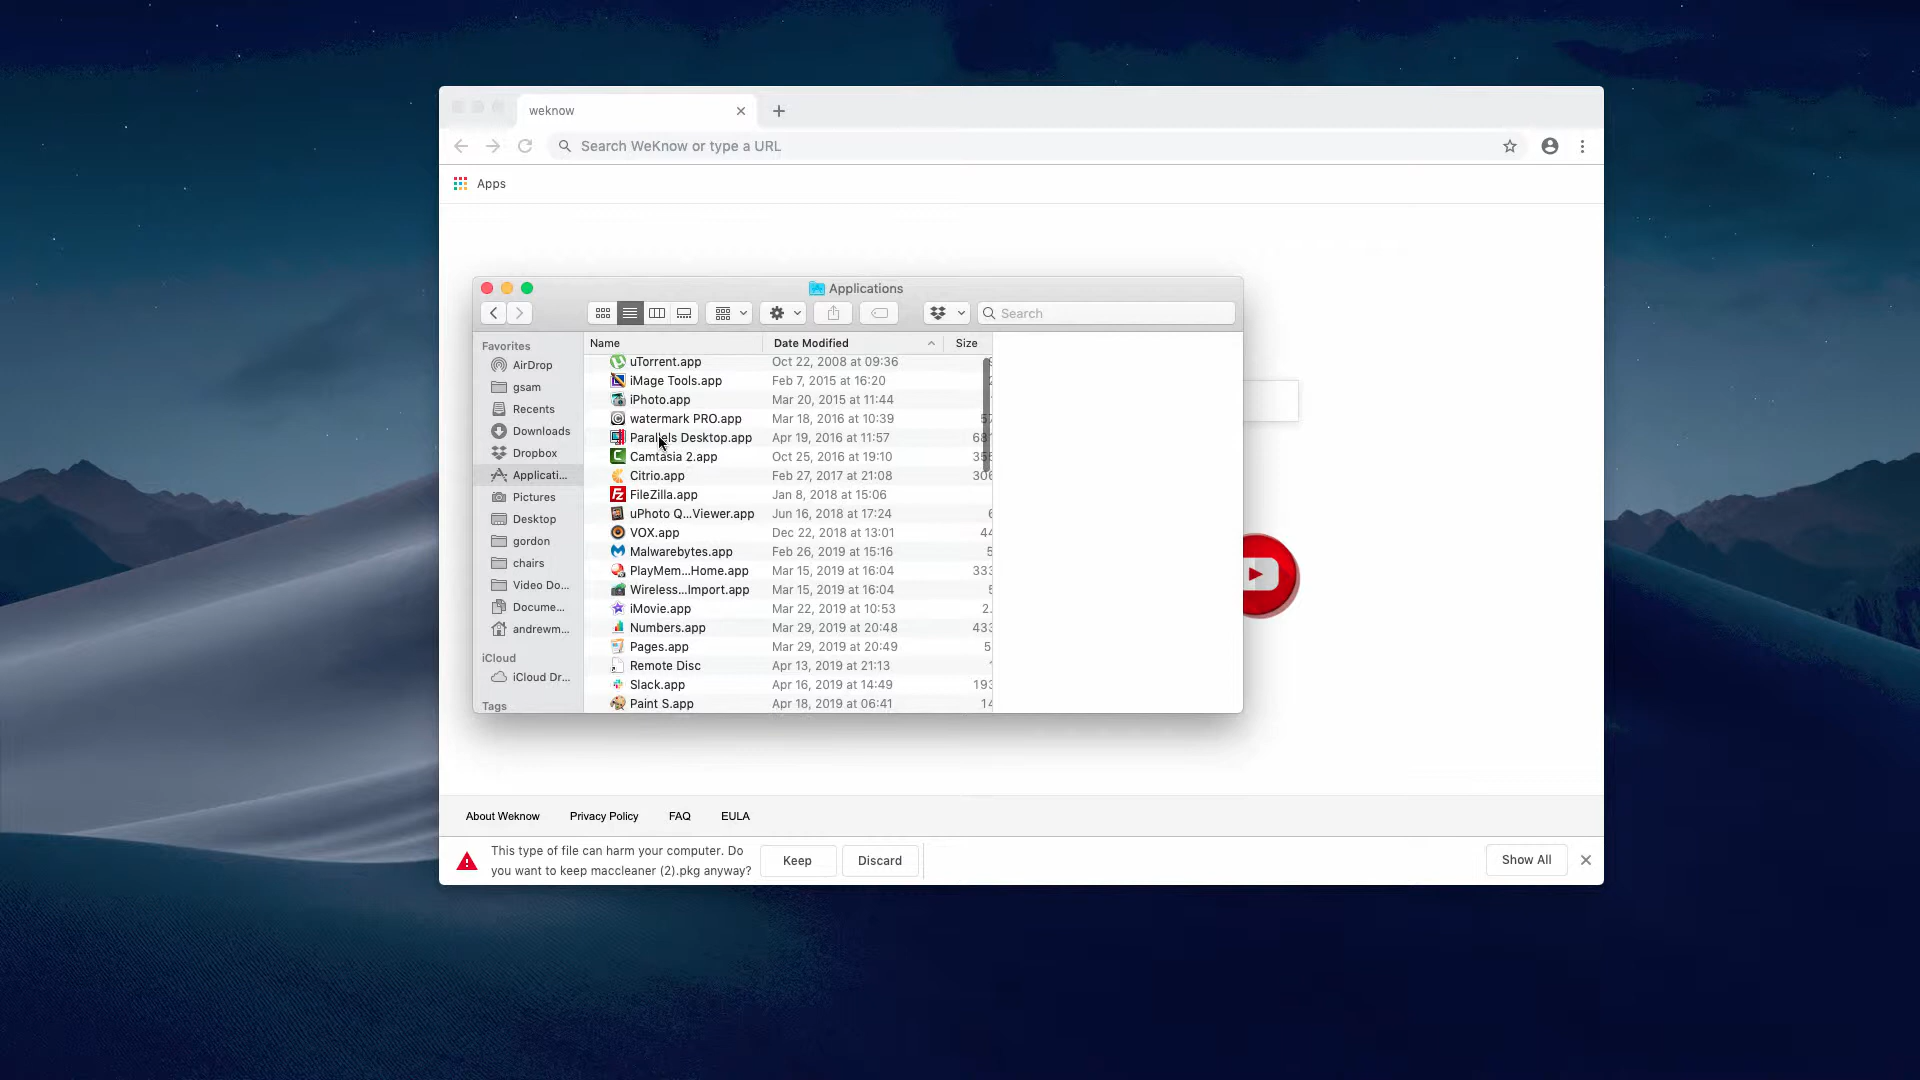 weknow
Search WeKnow or type a URL
Apps
Applications
Search
Favorites
AirDrop
gsam
Recents
Downloads
Dropbox
Applicati...
Pictures
Desktop
gordon
chairs
Video Do...
Docume...
andrewm...
iCloud
iCloud Dr...
Tags
Name Date Modified Size
uTorrent.app Oct 22, 2008 at 09:36
iMage Tools.app Feb 7, 2015 at 16:20
iPhoto.app Mar 20, 2015 at 11:44
watermark PRO.app Mar 18, 2016 at 10:39
Parallels Desktop.app Apr 19, 2016 at 11:57
Camtasia 2.app Oct 25, 2016 at 19:10
Citrio.app Feb 27, 2017 at 21:08
FileZilla.app Jan 8, 2018 at 15:06
uPhoto Q...Viewer.app Jun 16, 2018 at 17:24
VOX.app Dec 22, 2018 at 13:01 44
Malwarebytes.app Feb 26, 2019 at 15:16 5
PlayMem...Home.app Mar 15, 2019 at 16:04 333
Wireless...Import.app Mar 15, 2019 at 16:04
iMovie.app Mar 22, 2019 at 10:53 2.
Numbers.app Mar 29, 2019 at 20:48 433
Pages.app Mar 29, 2019 at 20:49 5
Remote Disc Apr 13, 2019 at 21:13
Slack.app Apr 16, 2019 at 14:49 193
Paint S.app Apr 18, 2019 at 06:41 14
About Weknow Privacy Policy FAQ EULA
This type of file can harm your computer. Do
you want to keep maccleaner (2).pkg anyway?
Keep Discard Show All